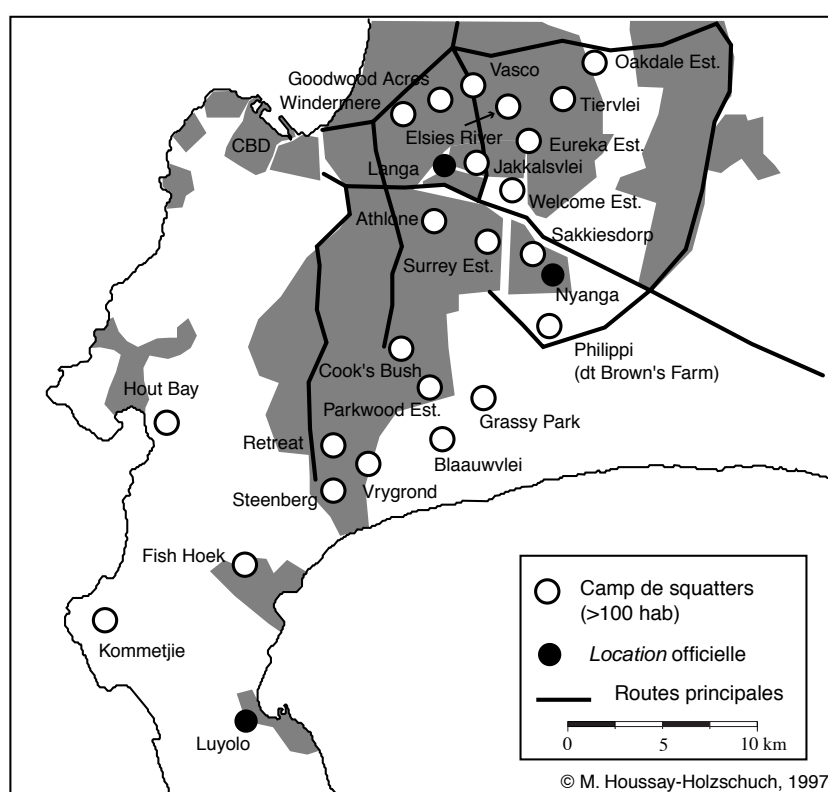 Vasco
Oakdale Est.
Goodwood Acres
Windermere
Tiervlei
Elsies River
CBD
Eureka Est.
Langa
Jakkalsvlei
Welcome Est.
Athlone
Sakkiesdorp
Surrey Est.
Nyanga
Philippi
(dt Brown's Farm)
Cook's Bush
Hout Bay
Parkwood Est.
Grassy Park
Retreat
Blaauwvlei
Vrygrond
Steenberg
Fish Hoek
Kommetjie
Luyolo
Camp de squatters
(>100 hab)
Location officielle
Routes principales
0 5 10 km
© M. Houssay-Holzschuch, 1997